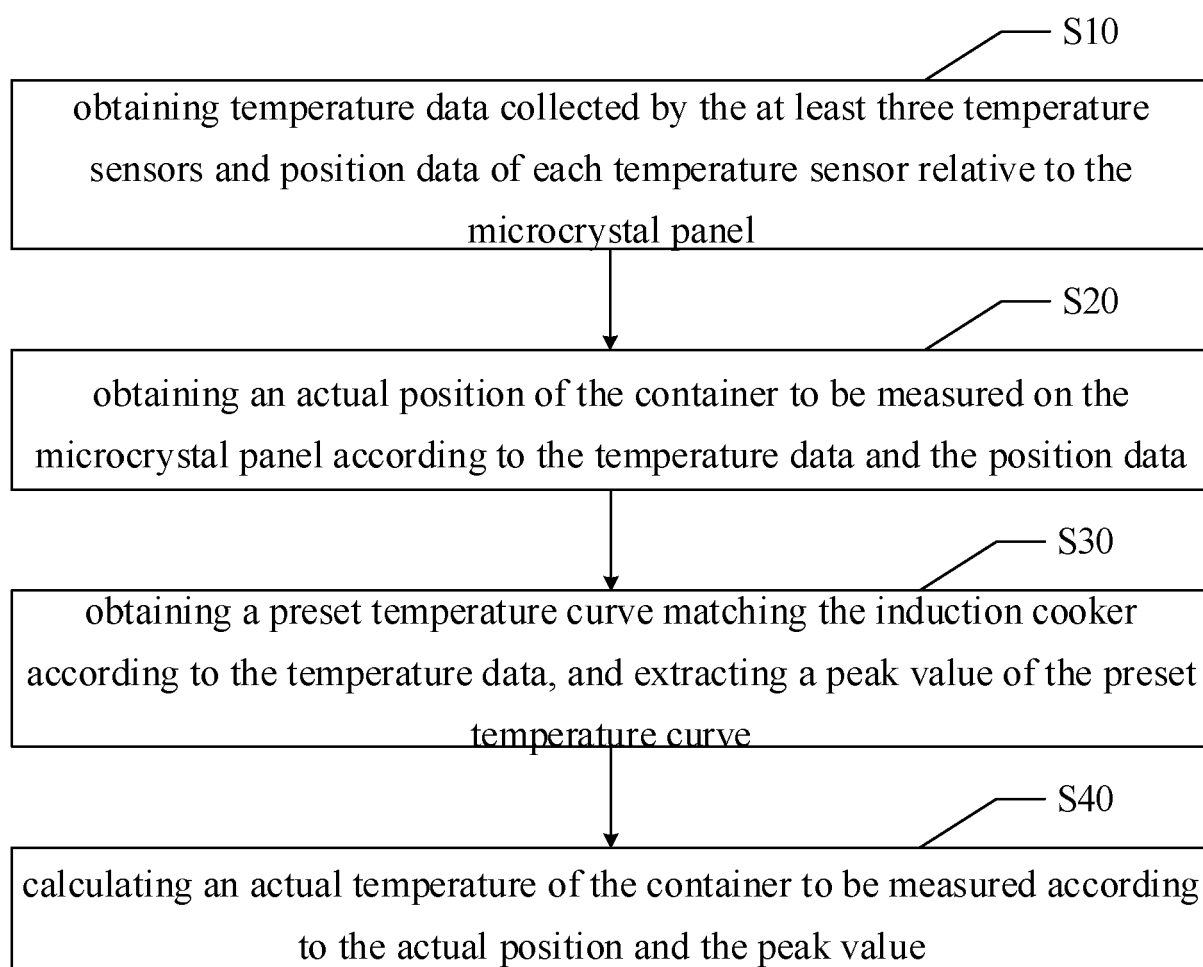 S10
obtaining temperature data collected by the at least three temperature
sensors and position data of each temperature sensor relative to the
microcrystal panel
S20
obtaining an actual position of the container to be measured on the
microcrystal panel according to the temperature data and the position data
S30
obtaining a preset temperature curve matching the induction cooker
according to the temperature data, and extracting a peak value of the preset
temperature curve
S40
calculating an actual temperature of the container to be measured according
to the actual position and the peak value